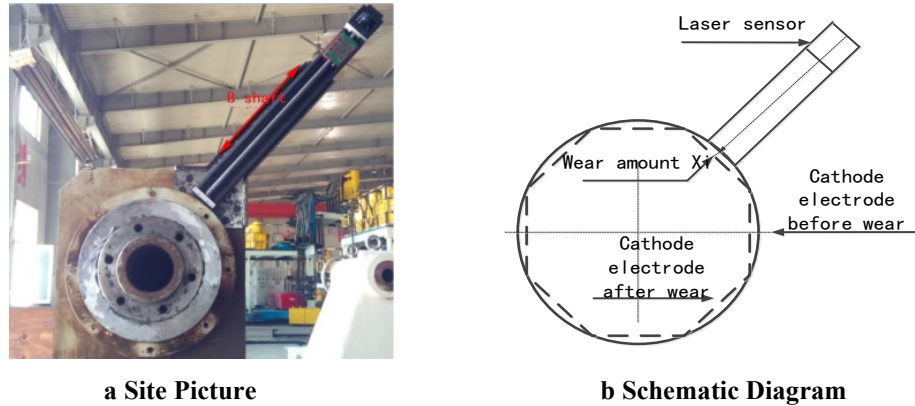 B shaft
Laser sensor
Wear amount Xi
Cathode
electrode
before wear
Cathode
electrode
after wear
a Site Picture
b Schematic Diagram